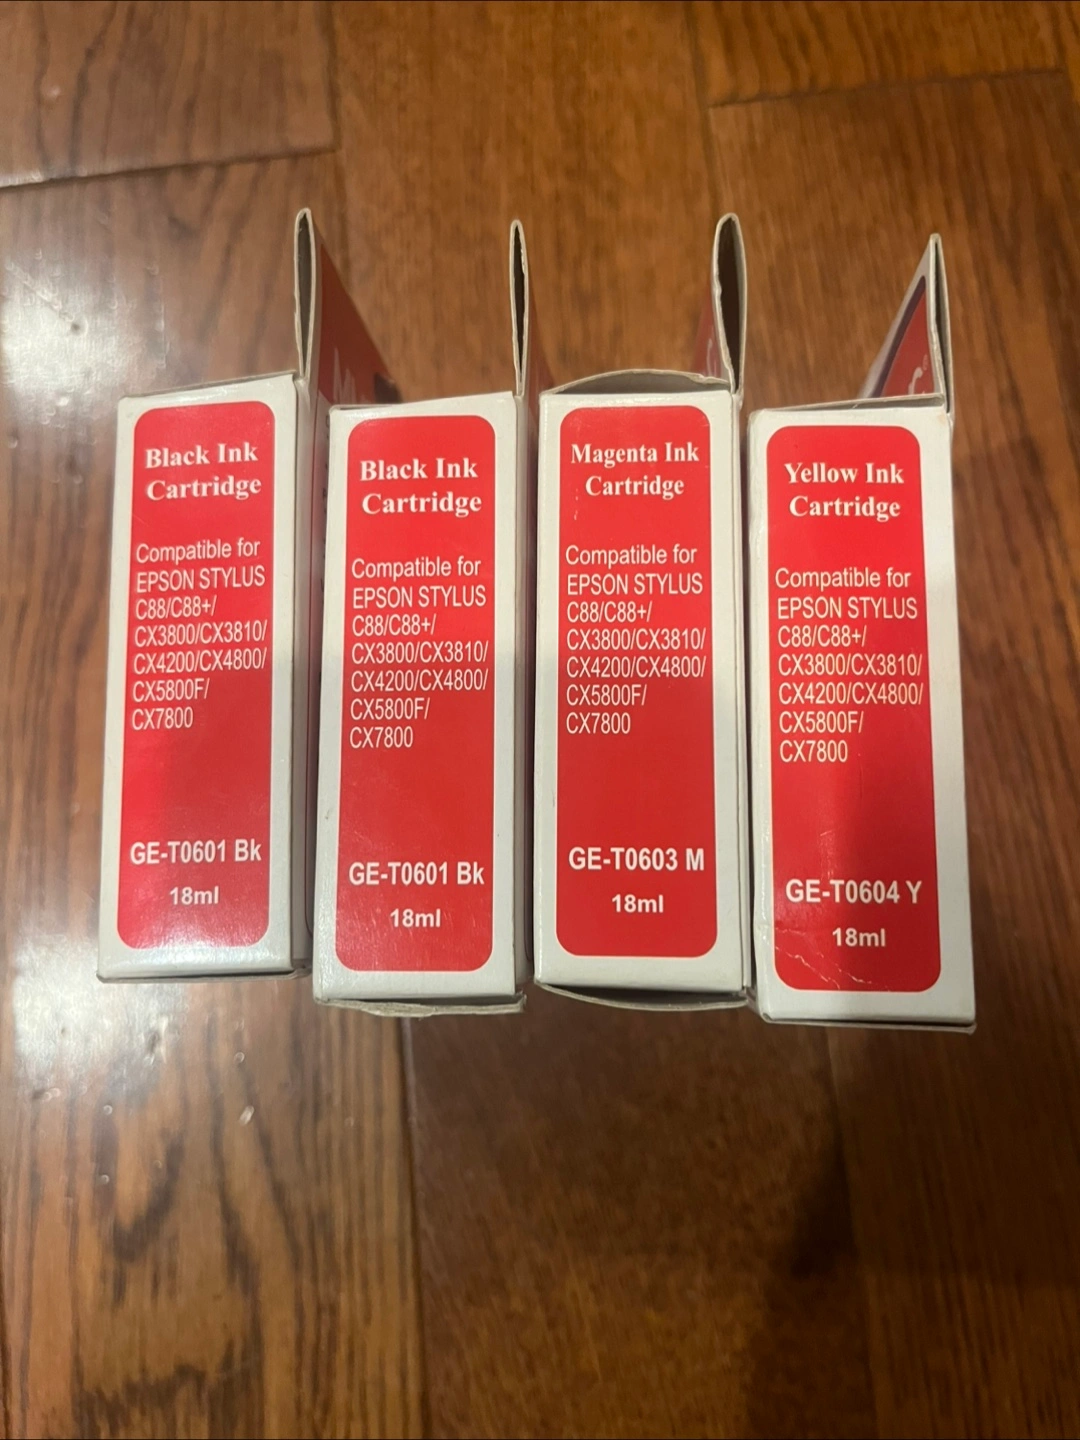 Black Ink
Cartridge
Compatible for
EPSON STYLUS
C88/C88+/
CX3800/CX3810/
CX4200/CX4800/
CX5800F/
CX7800
GE-T0601 Bk
18ml
Black Ink
Cartridge
Compatible for
EPSON STYLUS
C88/C88+/
CX3800/CX3810/
CX4200/CX4800/
CX5800F/
CX7800
GE-T0601 Bk
18ml
Magenta Ink
Cartridge
Compatible for
EPSON STYLUS
C88/C88+/
CX3800/CX3810/
CX4200/CX4800/
CX5800F/
CX7800
GE-T0603 M
18ml
Yellow Ink
Cartridge
Compatible for
EPSON STYLUS
C88/C88+/
CX3800/CX3810/
CX4200/CX4800/
CX5800F/
CX7800
GE-T0604 Y
18ml